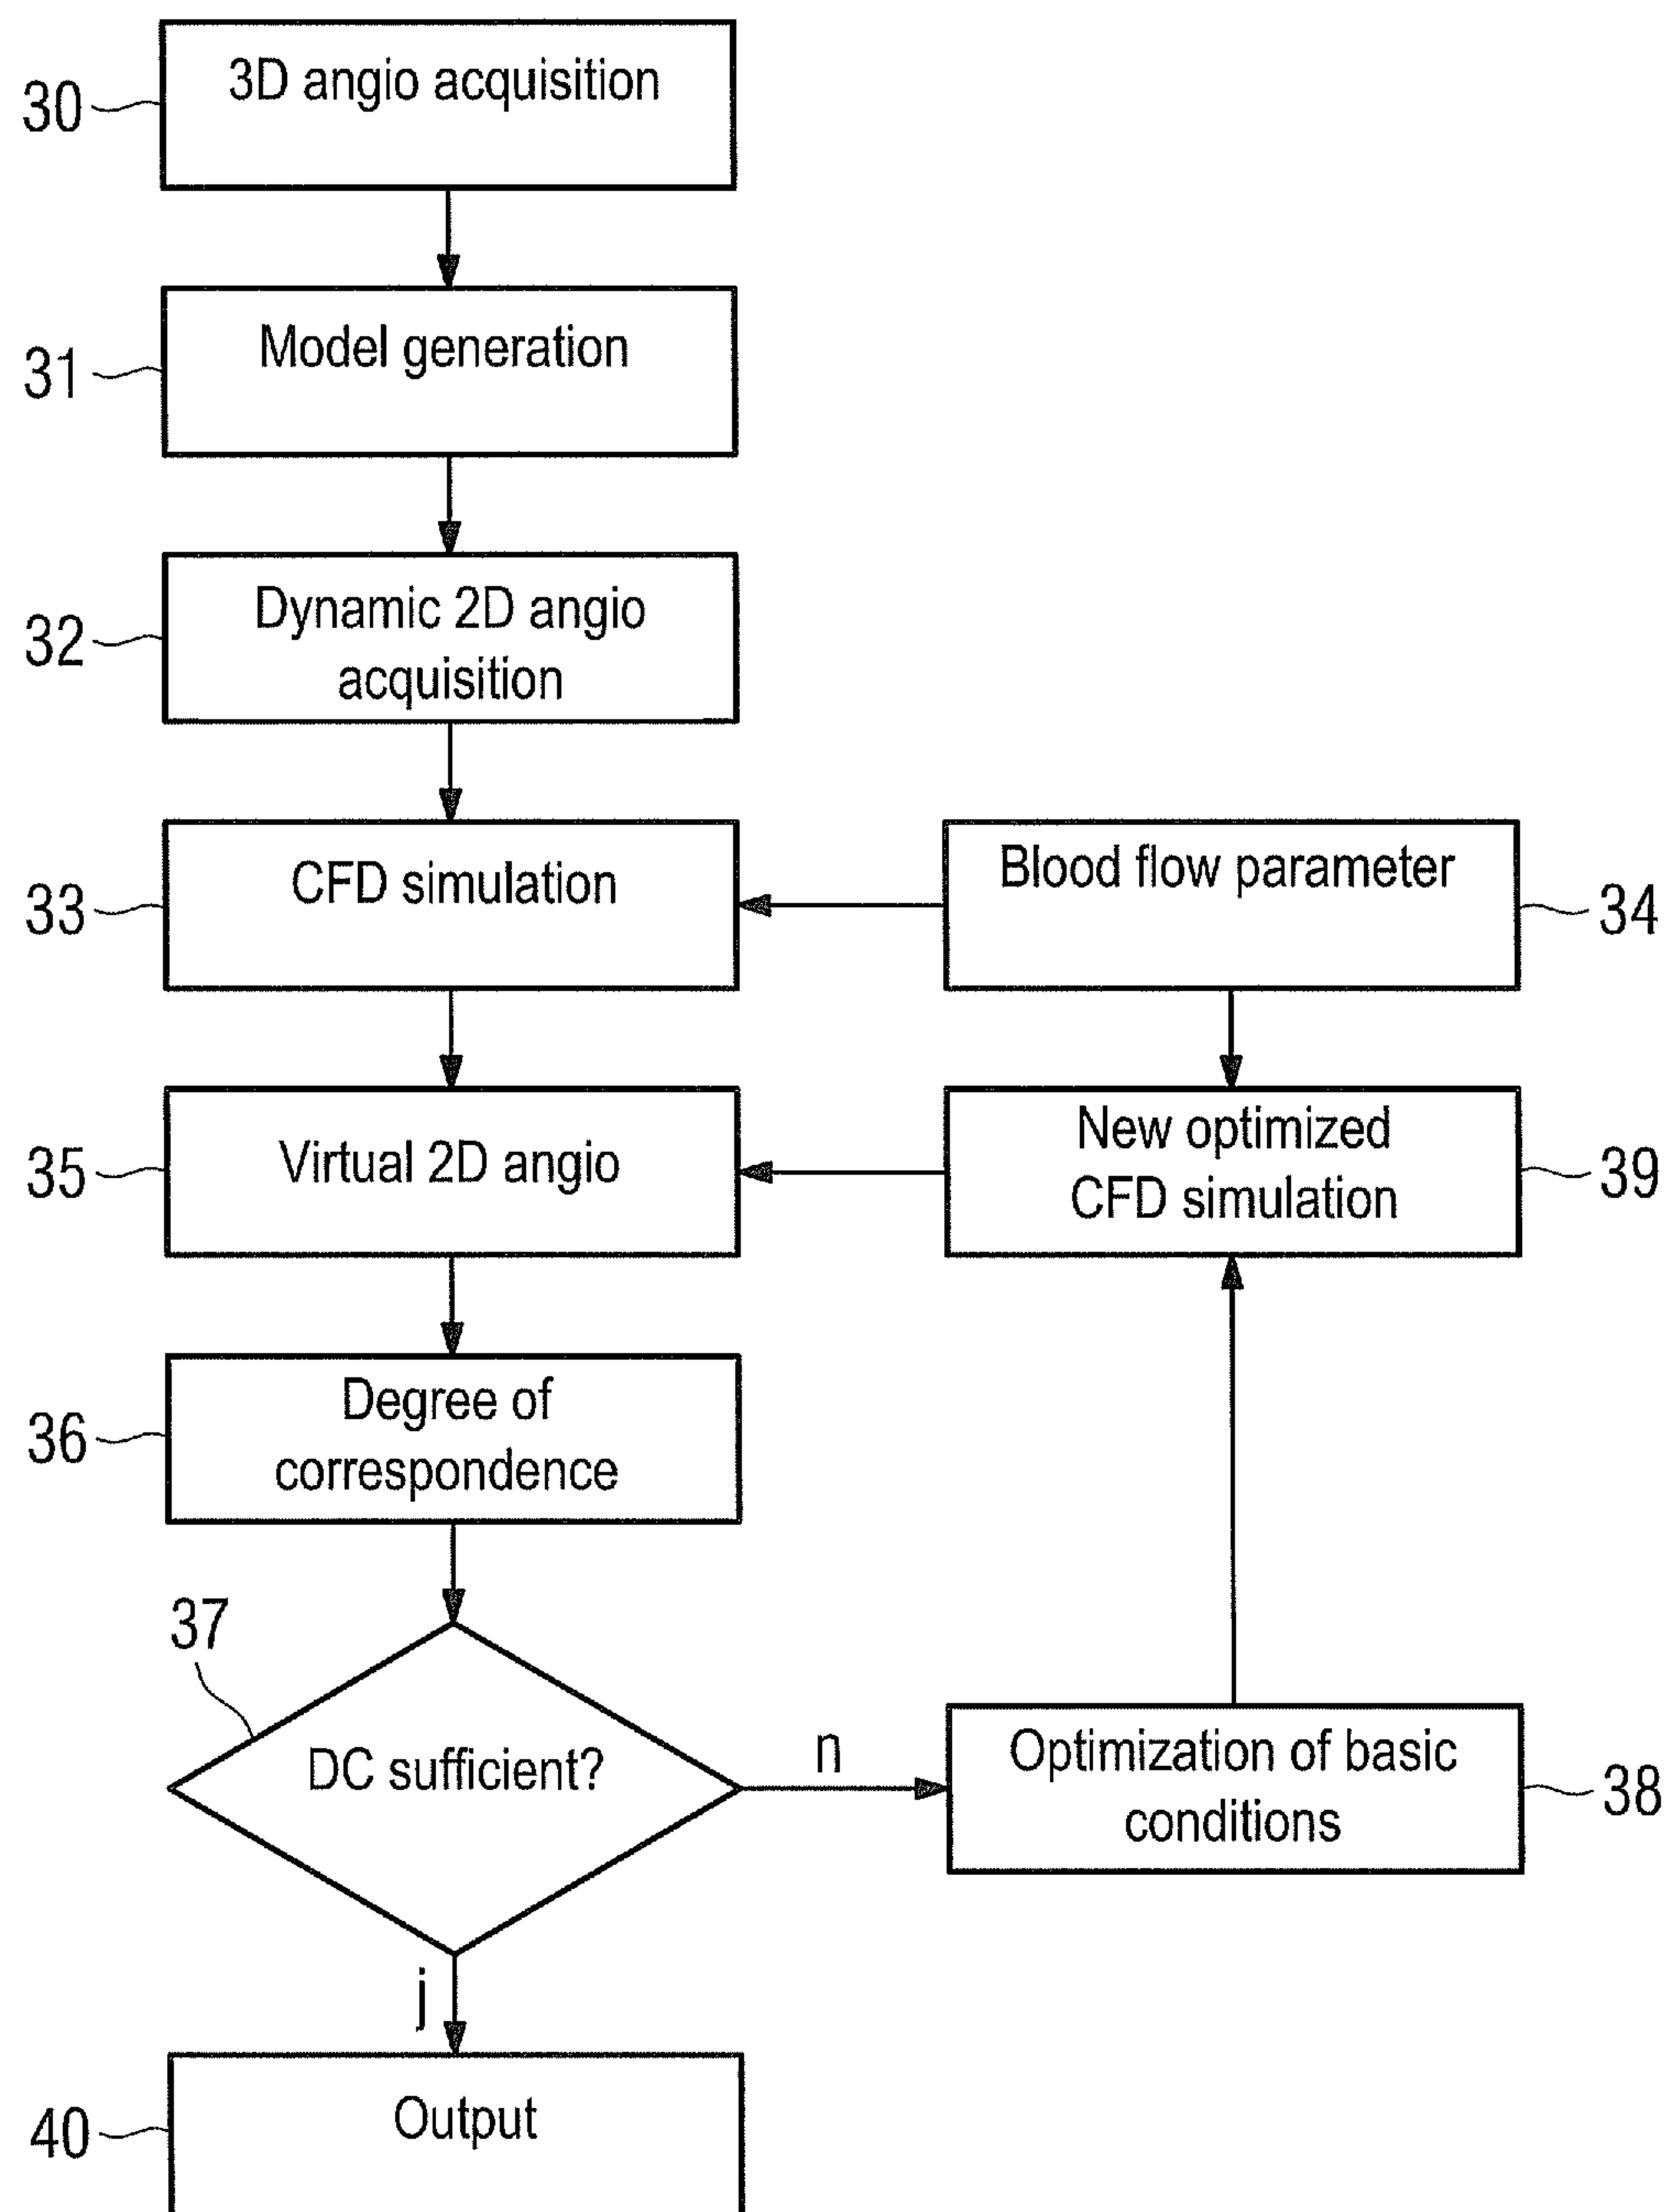 3D angio acquisition
30
Model generation
31
Dynamic 2D angio
acquisition
32
CFD simulation
33
Blood flow parameter
34
Virtual 2D angio
35
New optimized
CFD simulation
39
Degree of
correspondence
36
37
DC sufficient?
n
Optimization of basic
conditions
38
j
Output
40